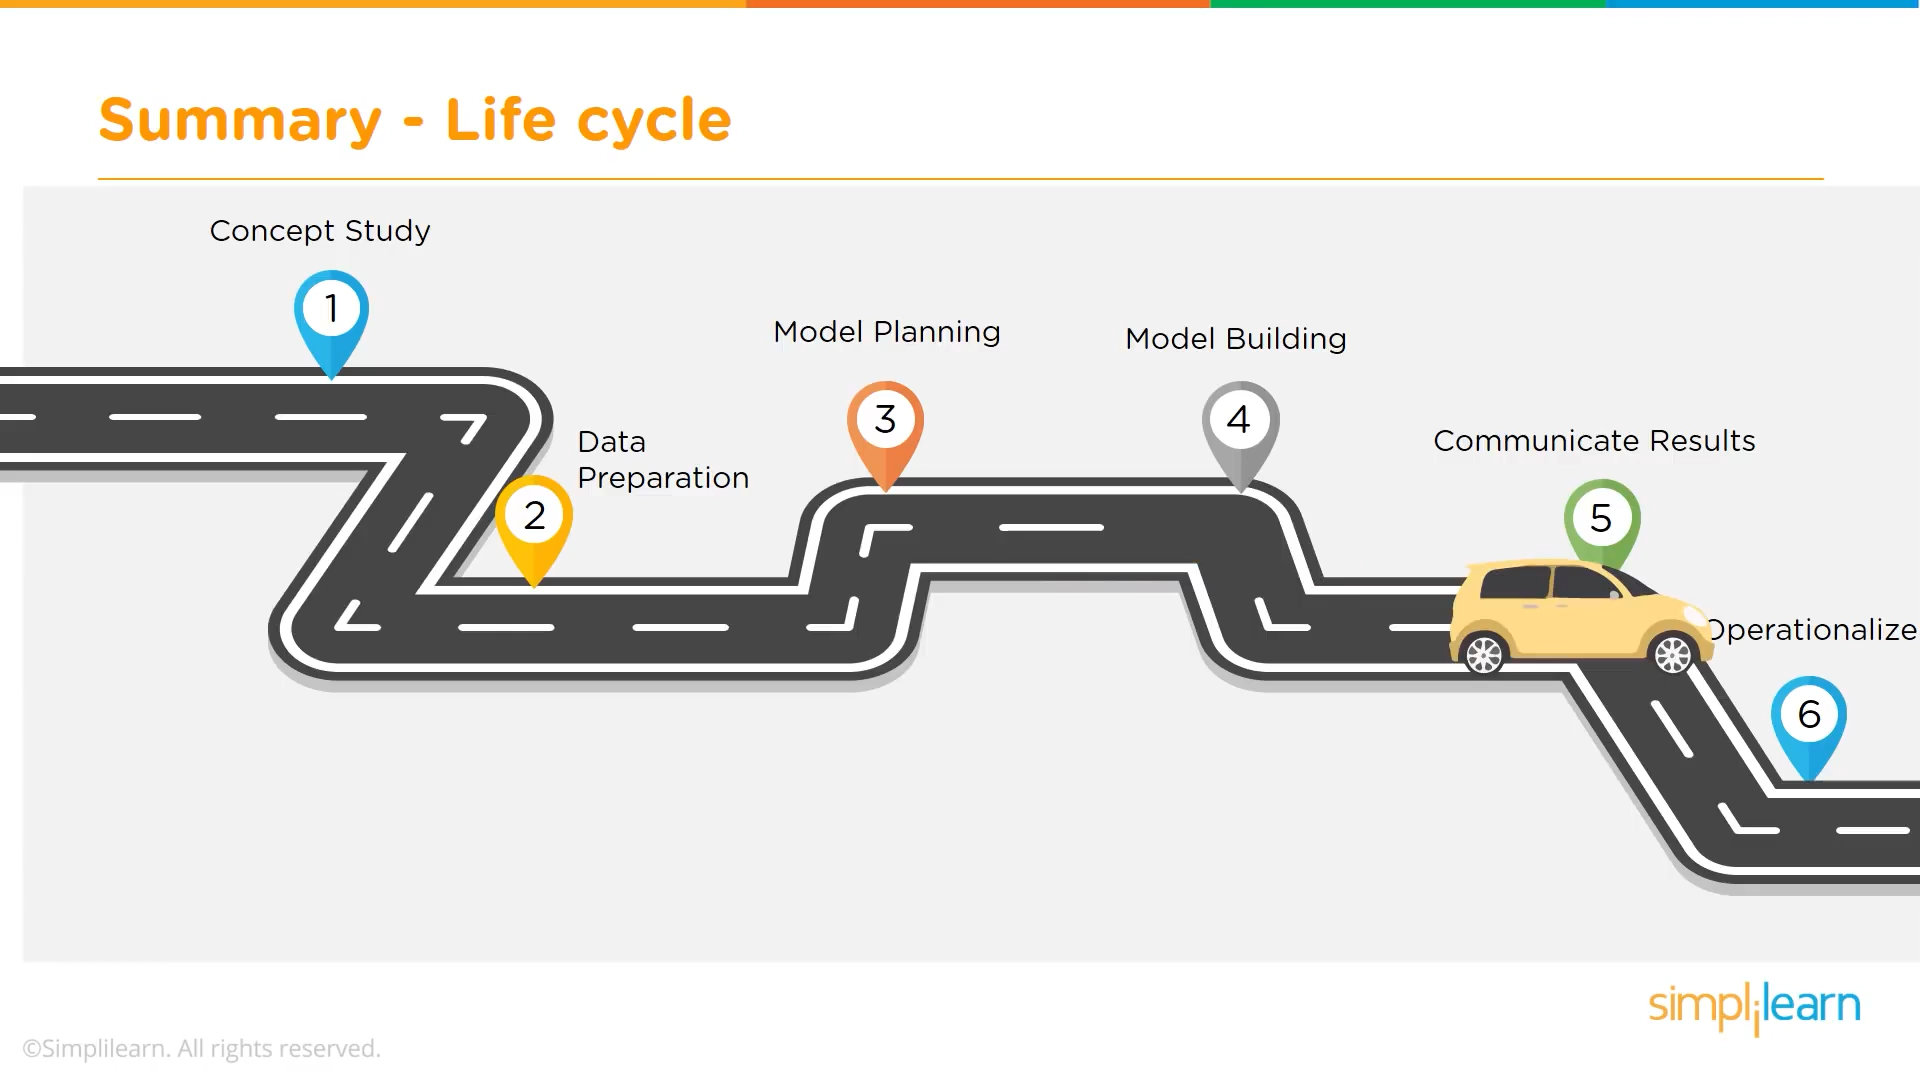 Summary - Life cycle
Concept Study
1
Model Planning
Model Building
3
4
Data
Preparation
Communicate Results
2
5
Operationalize
6
simplilearn
©Simplilearn. All rights reserved.